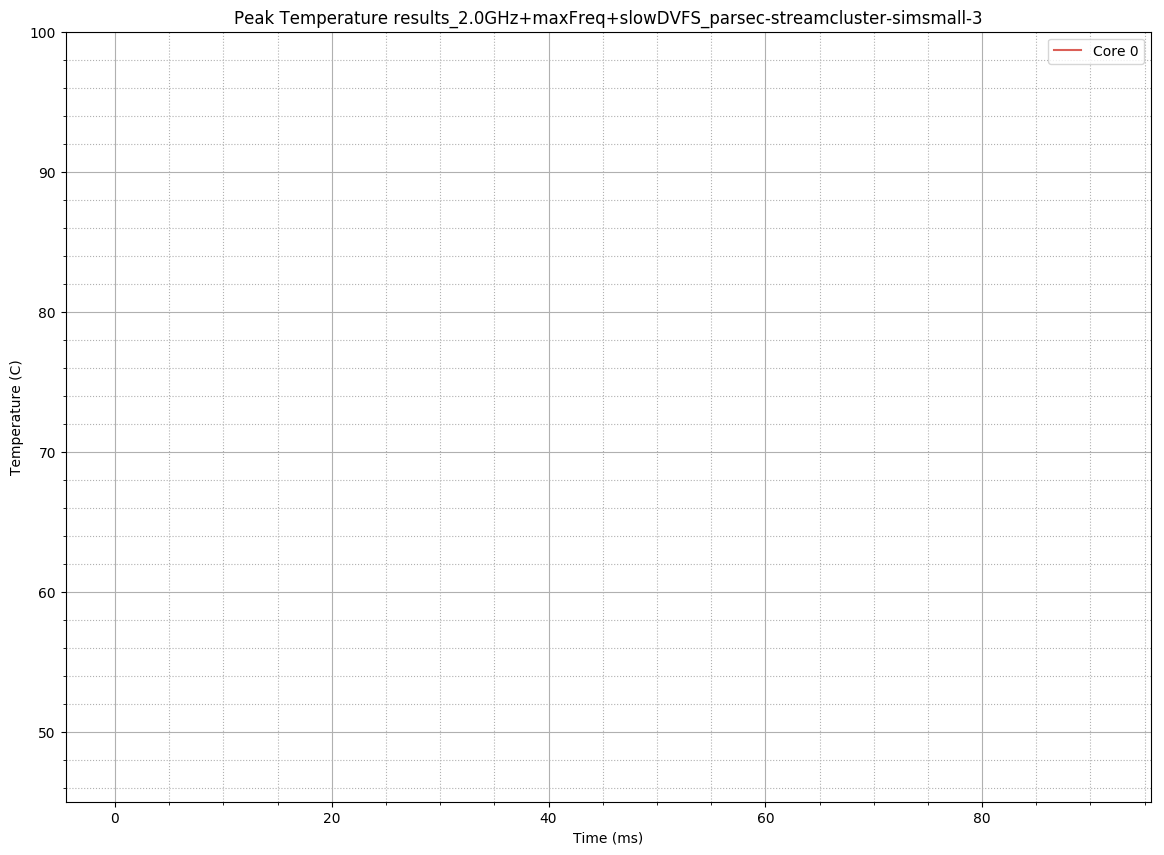 Peak Temperature results_2.0GHz+maxFreq+slowDVFS_parsec-streamcluster-simsmall-3
Core 0
100
90
80
70
60
50
Temperature (C)
0 20 40 60 80
Time (ms)